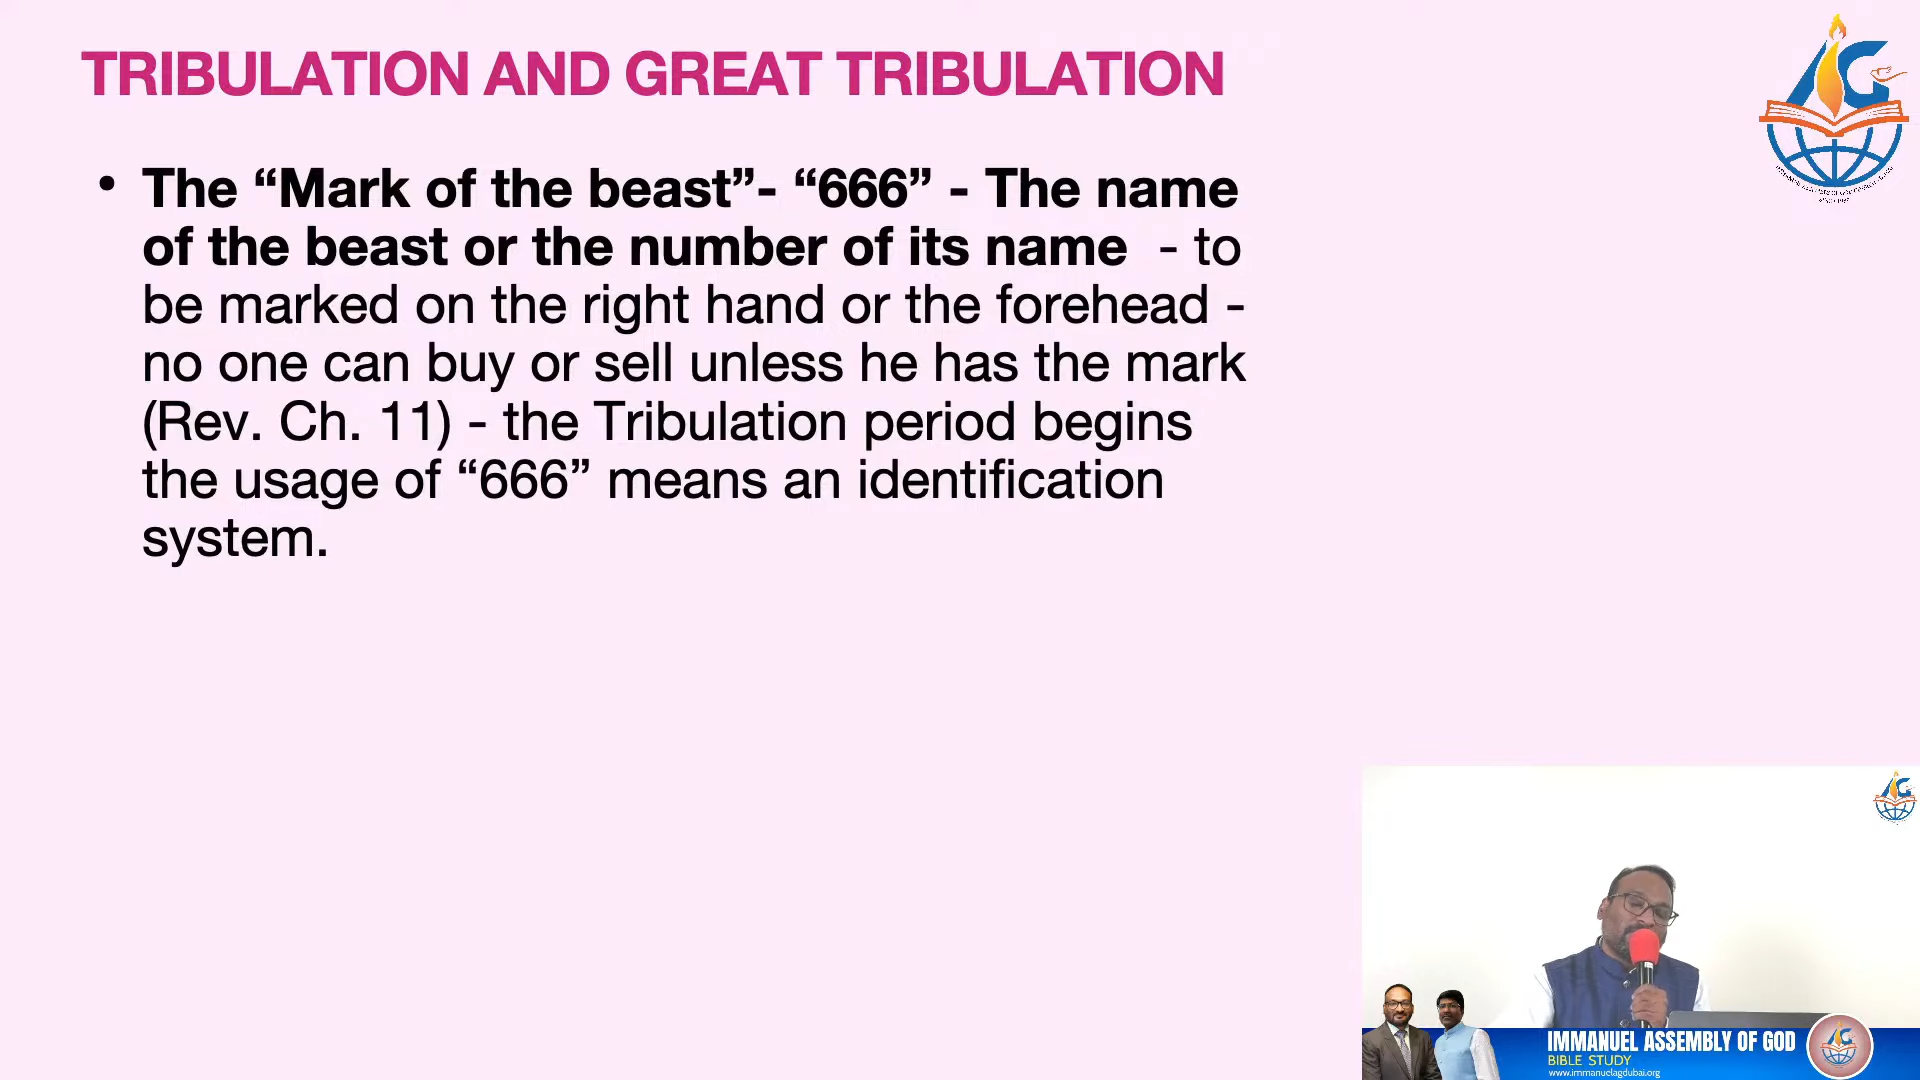 TRIBULATION AND GREAT TRIBULATION
• The “Mark of the beast”- “666” - The name
of the beast or the number of its name - to
be marked on the right hand or the forehead -
no one can buy or sell unless he has the mark
(Rev. Ch. 11) - the Tribulation period begins
the usage of “666” means an identification
system.
AG
IMMANUEL ASSEMBLY OF GOD
BIBLE STUDY
www.immanuelagdubai.org